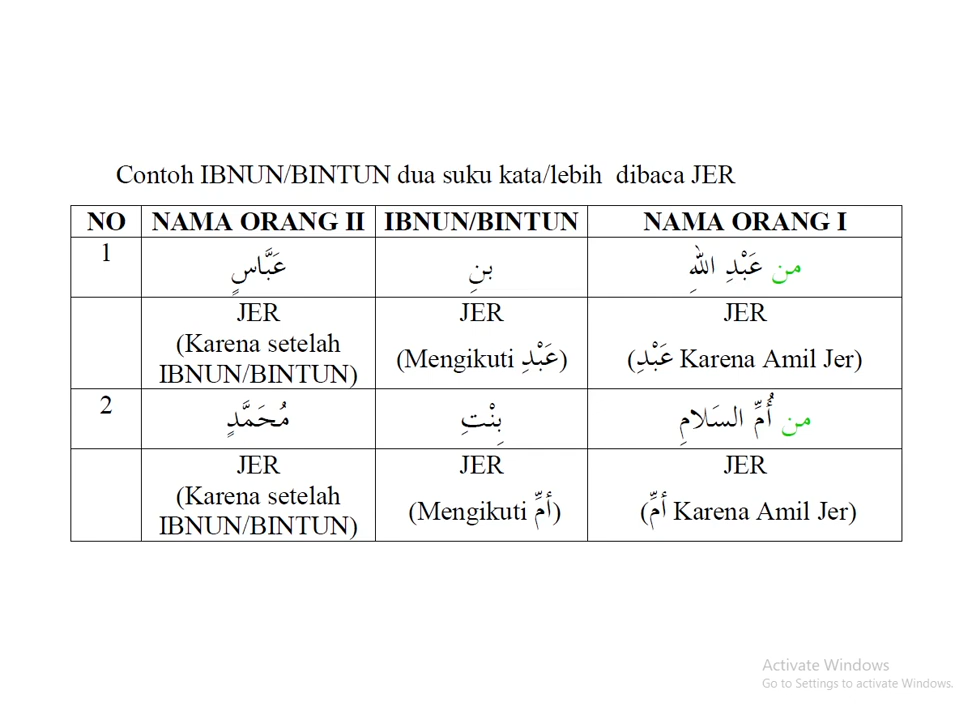 Contoh IBNUN/BINTUN dua suku kata/lebih dibaca JER
NO NAMA ORANG II IBNUN/BINTUN NAMA ORANG I
1 عَبَّاسٍ بنِ من عَبْدِ اللهِ
JER JER JER
(Karena setelah
IBNUN/BINTUN) (Mengikuti عَبْدِ) (عَبْدِ Karena Amil Jer)
2 مُحَمَّدٍ بِنْتِ من أُمِّ السَلامِ
JER JER JER
(Karena setelah
IBNUN/BINTUN) (Mengikuti أمِّ) (أمِّ Karena Amil Jer)
Activate Windows
Go to Settings to activate Windows.